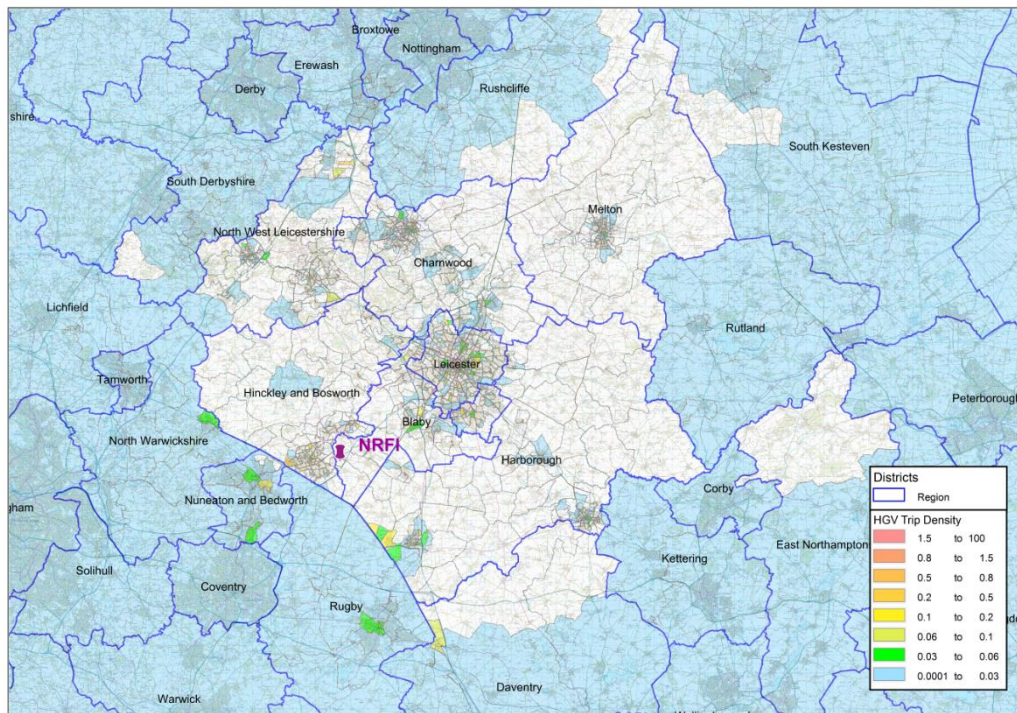 Broxtowe
Nottingham
Erewash
Derby
Rushcliffe
shire
South Kesteven
South Derbyshire
Melton
North West Leicestershire
Charnwood
Lichfield
Rutland
Leicester
Tamworth
Hinckley and Bosworth
Peterborough
Blaby
North Warwickshire
NRFI
Harborough
Corby
Nuneaton and Bedworth
gham
East Northampton
Solihull
Kettering
Coventry
Rugby
Warwick
Daventry
Districts
Region
HGV Trip Density
1.5 to 100
0.8 to 1.5
0.5 to 0.8
0.2 to 0.5
0.1 to 0.2
0.06 to 0.1
0.03 to 0.06
0.0001 to 0.03